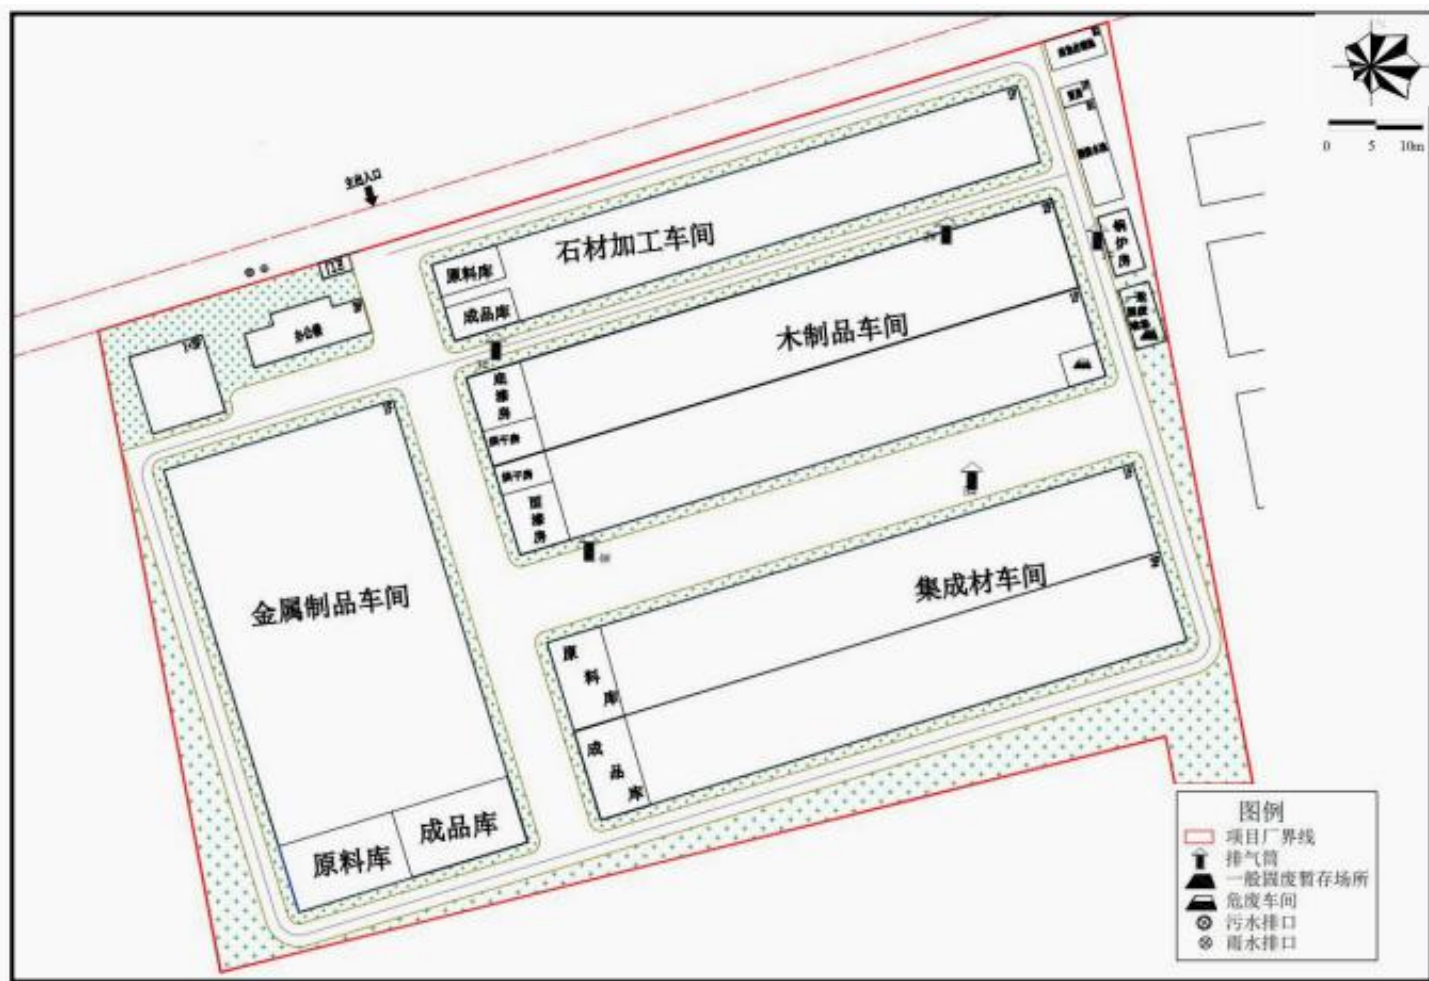 主出入口
门卫
办公楼
石材加工车间
原料库
成品库
木制品车间
底漆房
烘干房
烘干房
面漆房
锅炉房
金属制品车间
原料库
成品库
集成材车间
原料库
成品库
0 5 10m
图例
项目厂界线
排气筒
一般固废暂存场所
危废车间
污水排口
雨水排口